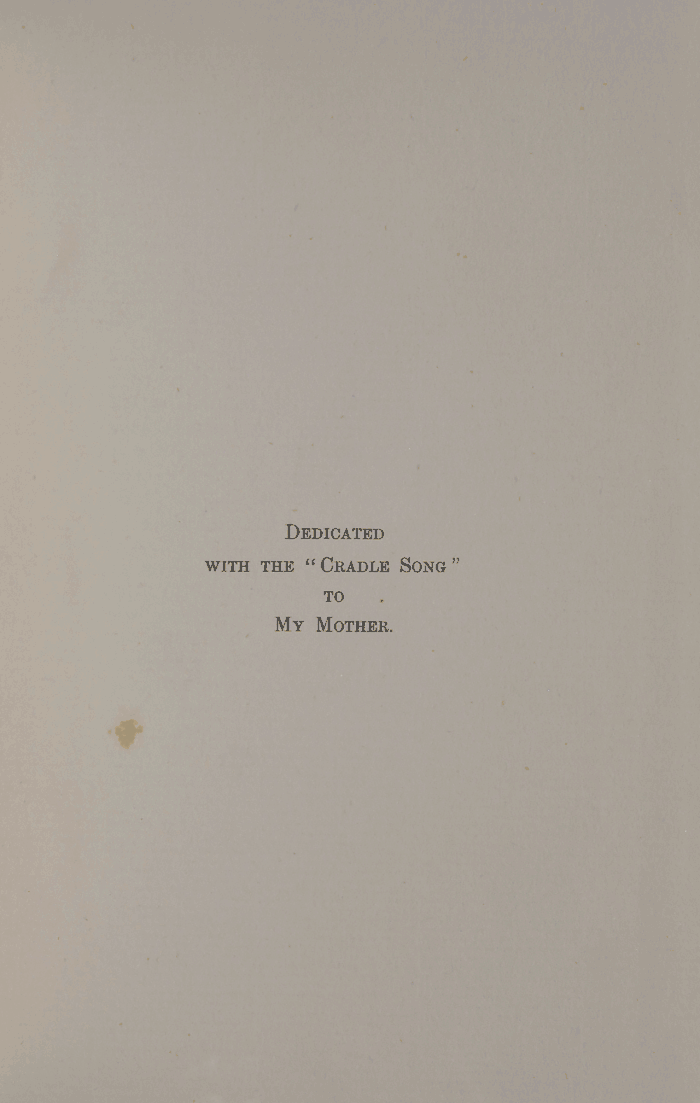 Dedicated
with the "Cradle Song"
to
My Mother.